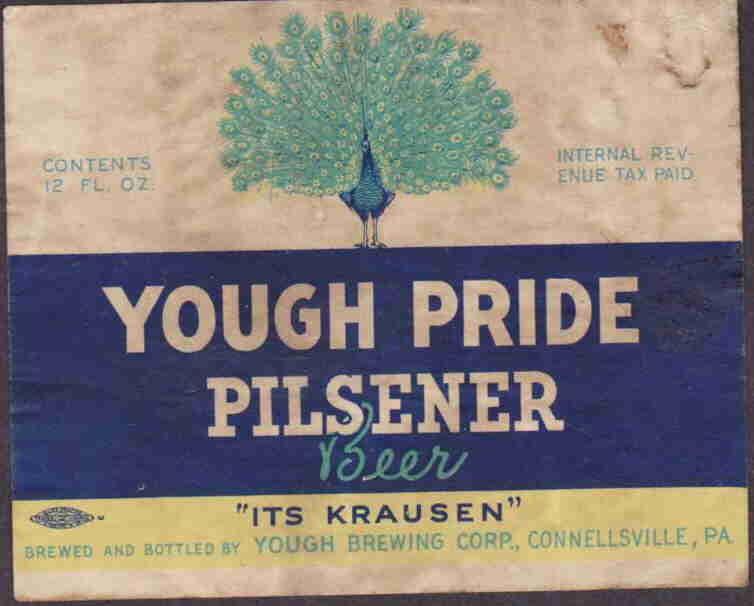 CONTENTS
12 FL. OZ.
INTERNAL REV-
ENUE TAX PAID.
YOUGH PRIDE
PILSENER
Beer
"ITS KRAUSEN"
BREWED AND BOTTLED BY YOUGH BREWING CORP., CONNELLSVILLE, PA.